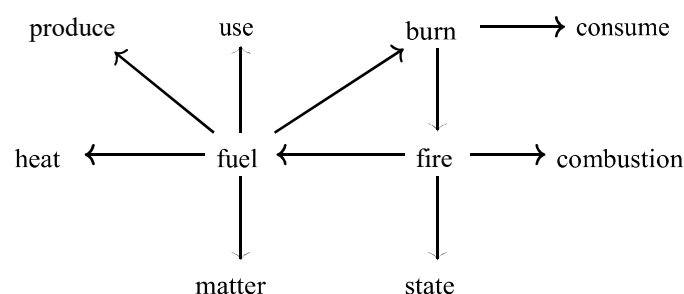 produce use burn consume
heat fuel fire combustion
matter state